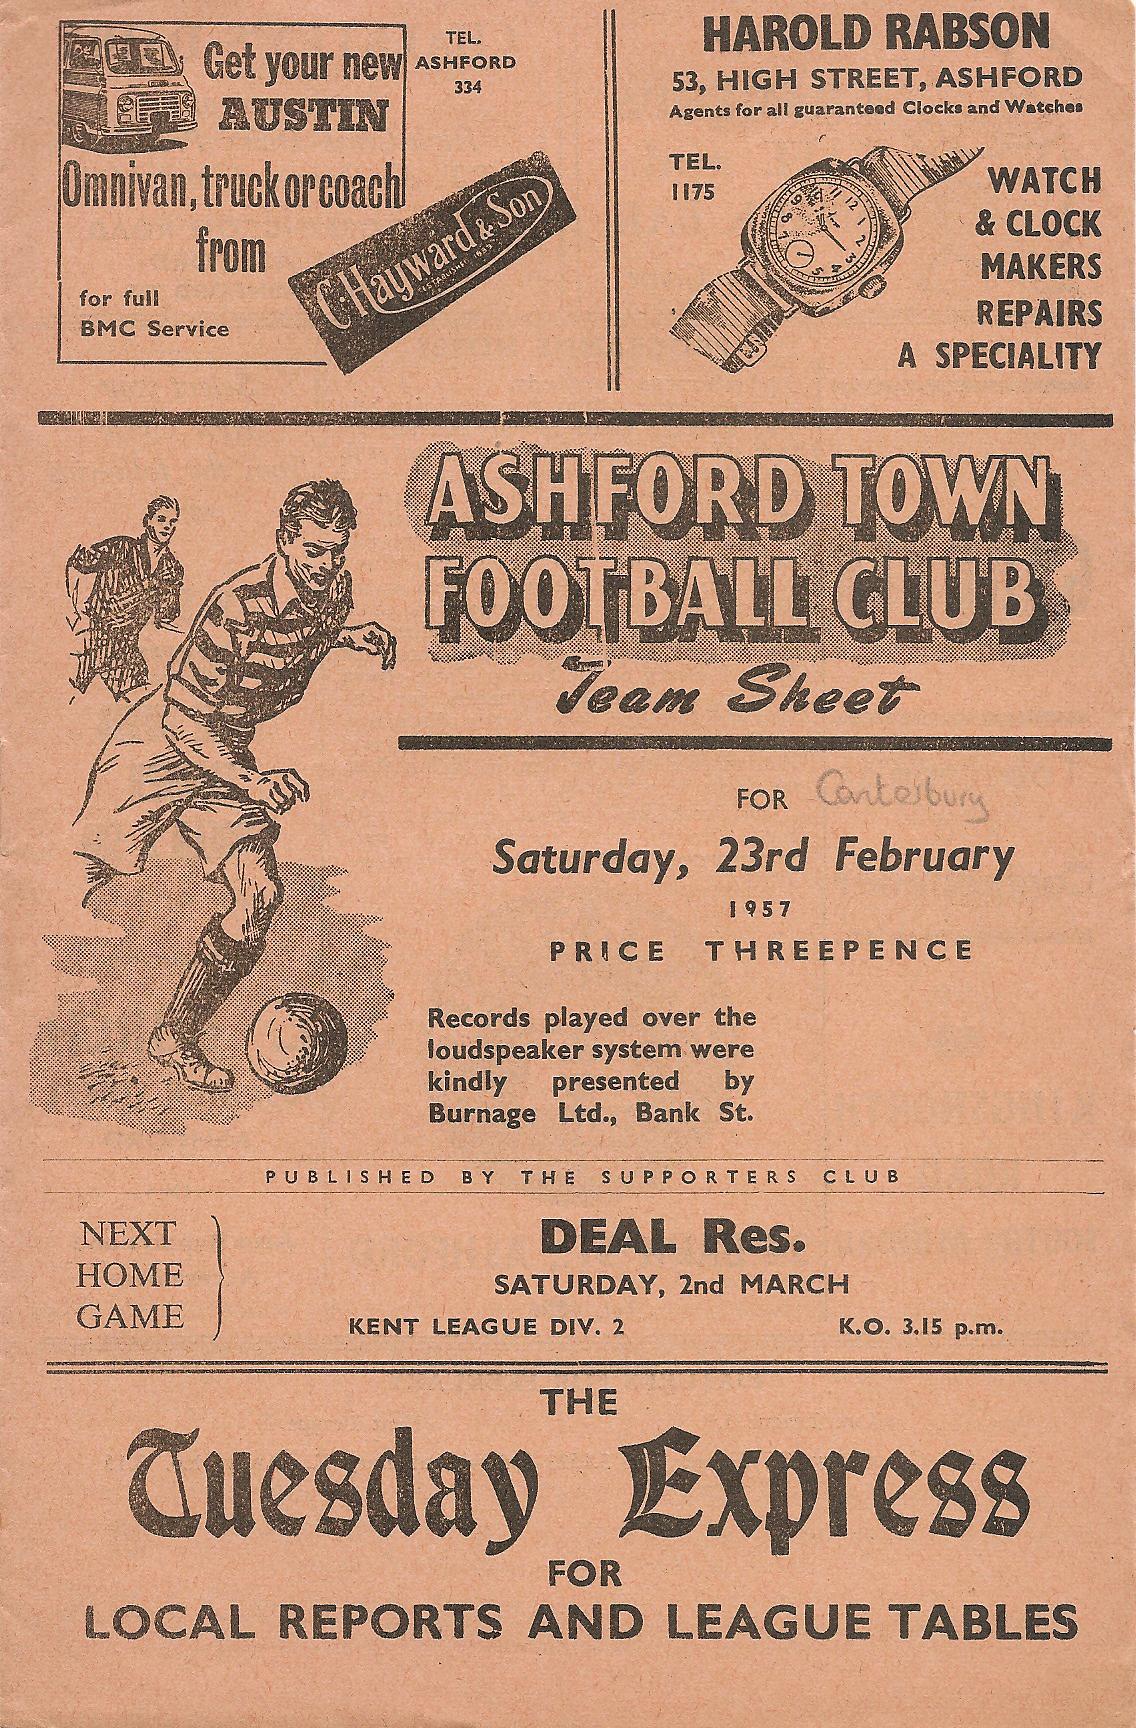 Get your new
AUSTIN
Omnivan, truck or coach
from
for full
BMC Service
TEL.
ASHFORD
334
C. Hayward & Son
HAROLD RABSON
53, HIGH STREET, ASHFORD
Agents for all guaranteed Clocks and Watches
TEL.
1175
WATCH
& CLOCK
MAKERS
REPAIRS
A SPECIALITY
ASHFORD TOWN
FOOTBALL CLUB
Team Sheet
FOR Canterbury
Saturday, 23rd February
1957
PRICE THREEPENCE
Records played over the
loudspeaker system were
kindly presented by
Burnage Ltd., Bank St.
PUBLISHED BY THE SUPPORTERS CLUB
NEXT
HOME
GAME
DEAL Res.
SATURDAY, 2nd MARCH
KENT LEAGUE DIV. 2 K.O. 3.15 p.m.
THE
Tuesday Express
FOR
LOCAL REPORTS AND LEAGUE TABLES